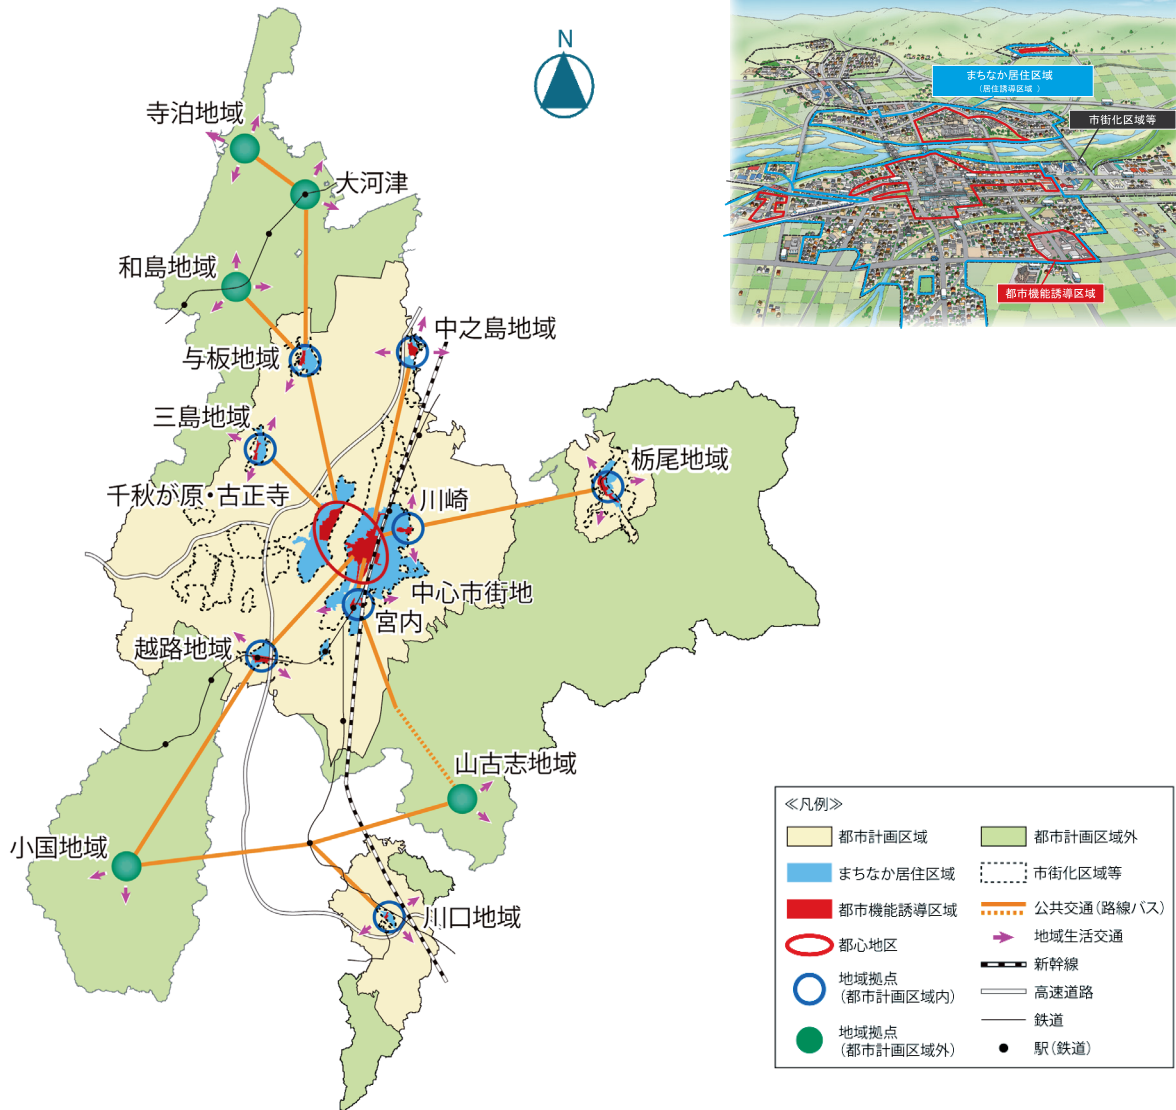 N
まちなか居住区域
(居住誘導区域 )
市街化区域等
都市機能誘導区域
寺泊地域
大河津
和島地域
中之島地域
与板地域
三島地域
栃尾地域
千秋が原・古正寺
川崎
中心市街地
宮内
越路地域
山古志地域
小国地域
川口地域
≪凡例≫
都市計画区域
都市計画区域外
まちなか居住区域
市街化区域等
都市機能誘導区域
公共交通(路線バス)
都心地区
地域生活交通
地域拠点
(都市計画区域内)
新幹線
高速道路
地域拠点
(都市計画区域外)
鉄道
駅(鉄道)